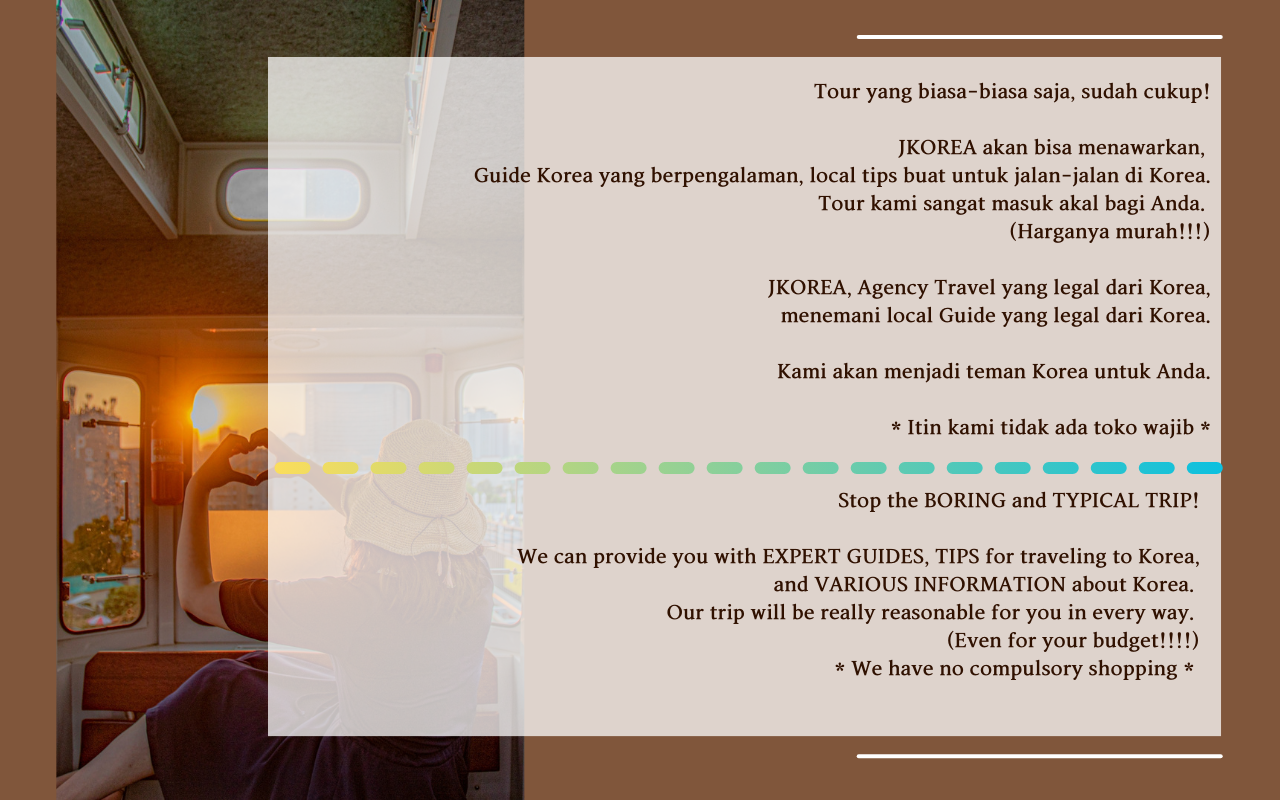 Tour yang biasa-biasa saja, sudah cukup!
JKOREA akan bisa menawarkan,
Guide Korea yang berpengalaman, local tips buat untuk jalan-jalan di Korea.
Tour kami sangat masuk akal bagi Anda.
(Harganya murah!!!)
JKOREA, Agency Travel yang legal dari Korea,
menemani local Guide yang legal dari Korea.
Kami akan menjadi teman Korea untuk Anda.
* Itin kami tidak ada toko wajib *
Stop the BORING and TYPICAL TRIP!
We can provide you with EXPERT GUIDES, TIPS for traveling to Korea,
and VARIOUS INFORMATION about Korea.
Our trip will be really reasonable for you in every way.
(Even for your budget!!!!)
* We have no compulsory shopping *